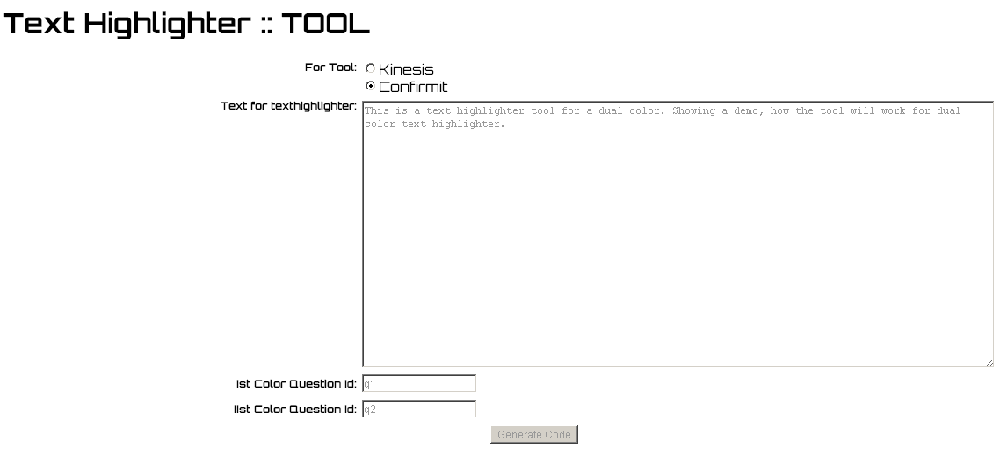 Text Highlighter :: TOOL
For Tool: Kinesis
Confirmit
Text for texthighlighter: This is a text highlighter tool for a dual color. Showing a demo, how the tool will work for dual
color text highlighter.
Ist Color Question Id: q1
IIst Color Question Id: q2
Generate Code